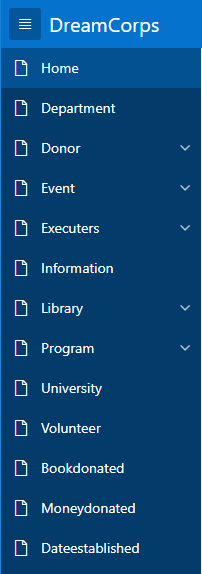 DreamCorps
Home
Department
Donor
Event
Executers
Information
Library
Program
University
Volunteer
Bookdonated
Moneydonated
Dateestablished